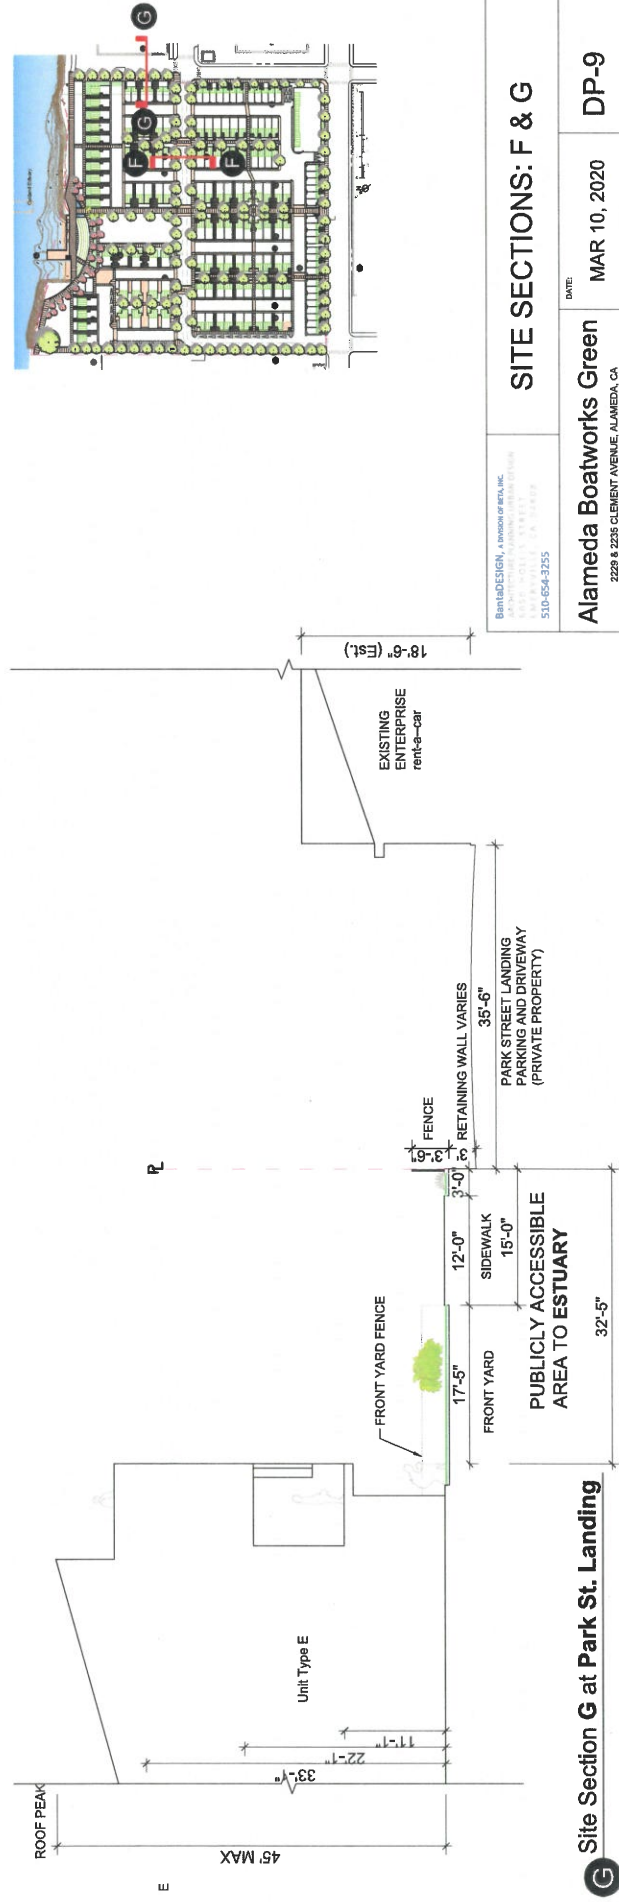 ROOF PEAK
45' MAX
E
33'-1"
22'-1"
11'-1"
Unit Type E
FRONT YARD FENCE
17'-5"
FRONT YARD
12'-0"
SIDEWALK
3'-0"
15'-0"
PUBLICLY ACCESSIBLE
AREA TO ESTUARY
32'-5"
PL
FENCE
3'-6"
3'
RETAINING WALL VARIES
35'-6"
PARK STREET LANDING
PARKING AND DRIVEWAY
(PRIVATE PROPERTY)
EXISTING
ENTERPRISE
rent-a-car
18'-6" (Est.)
G
Site Section G at Park St. Landing
F
F
G
G
BantaDESIGN, A DIVISION OF BETA, INC.
510-654-3255
SITE SECTIONS: F & G
Alameda Boatworks Green
2229 & 2235 CLEMENT AVENUE, ALAMEDA, CA
DATE:
MAR 10, 2020
DP-9